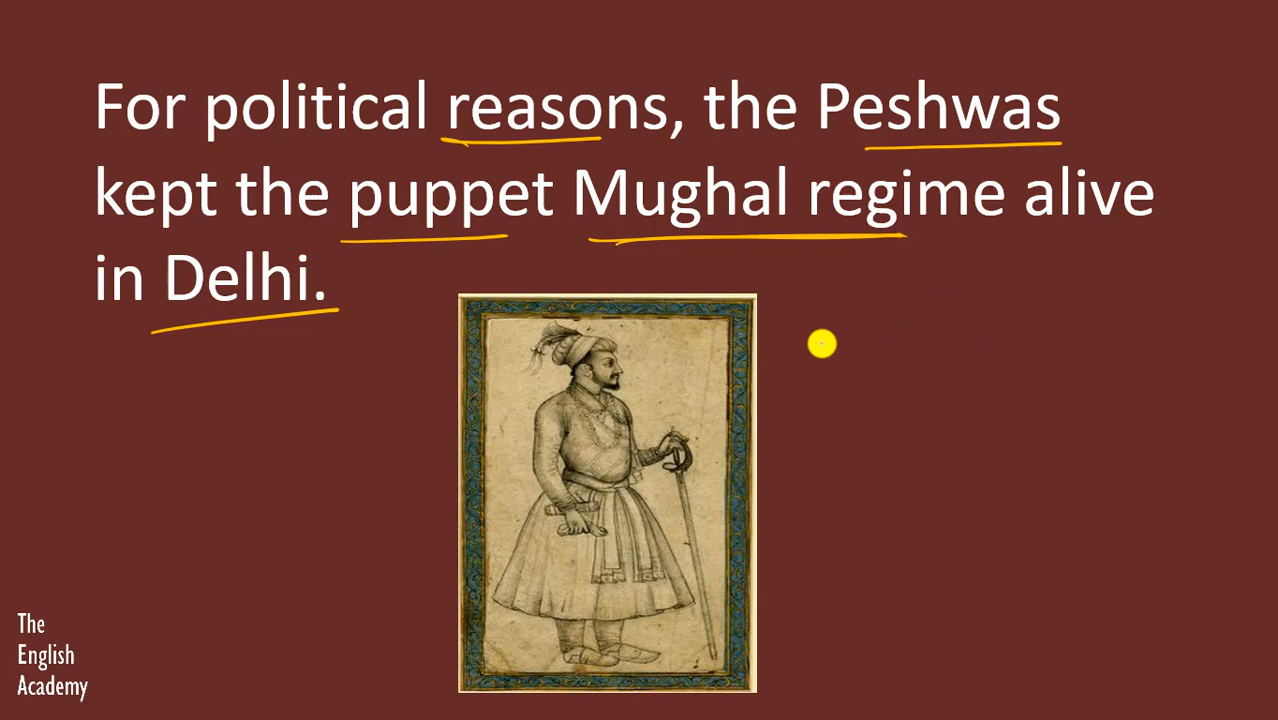 For political reasons, the Peshwas
kept the puppet Mughal regime alive
in Delhi.
The
English
Academy